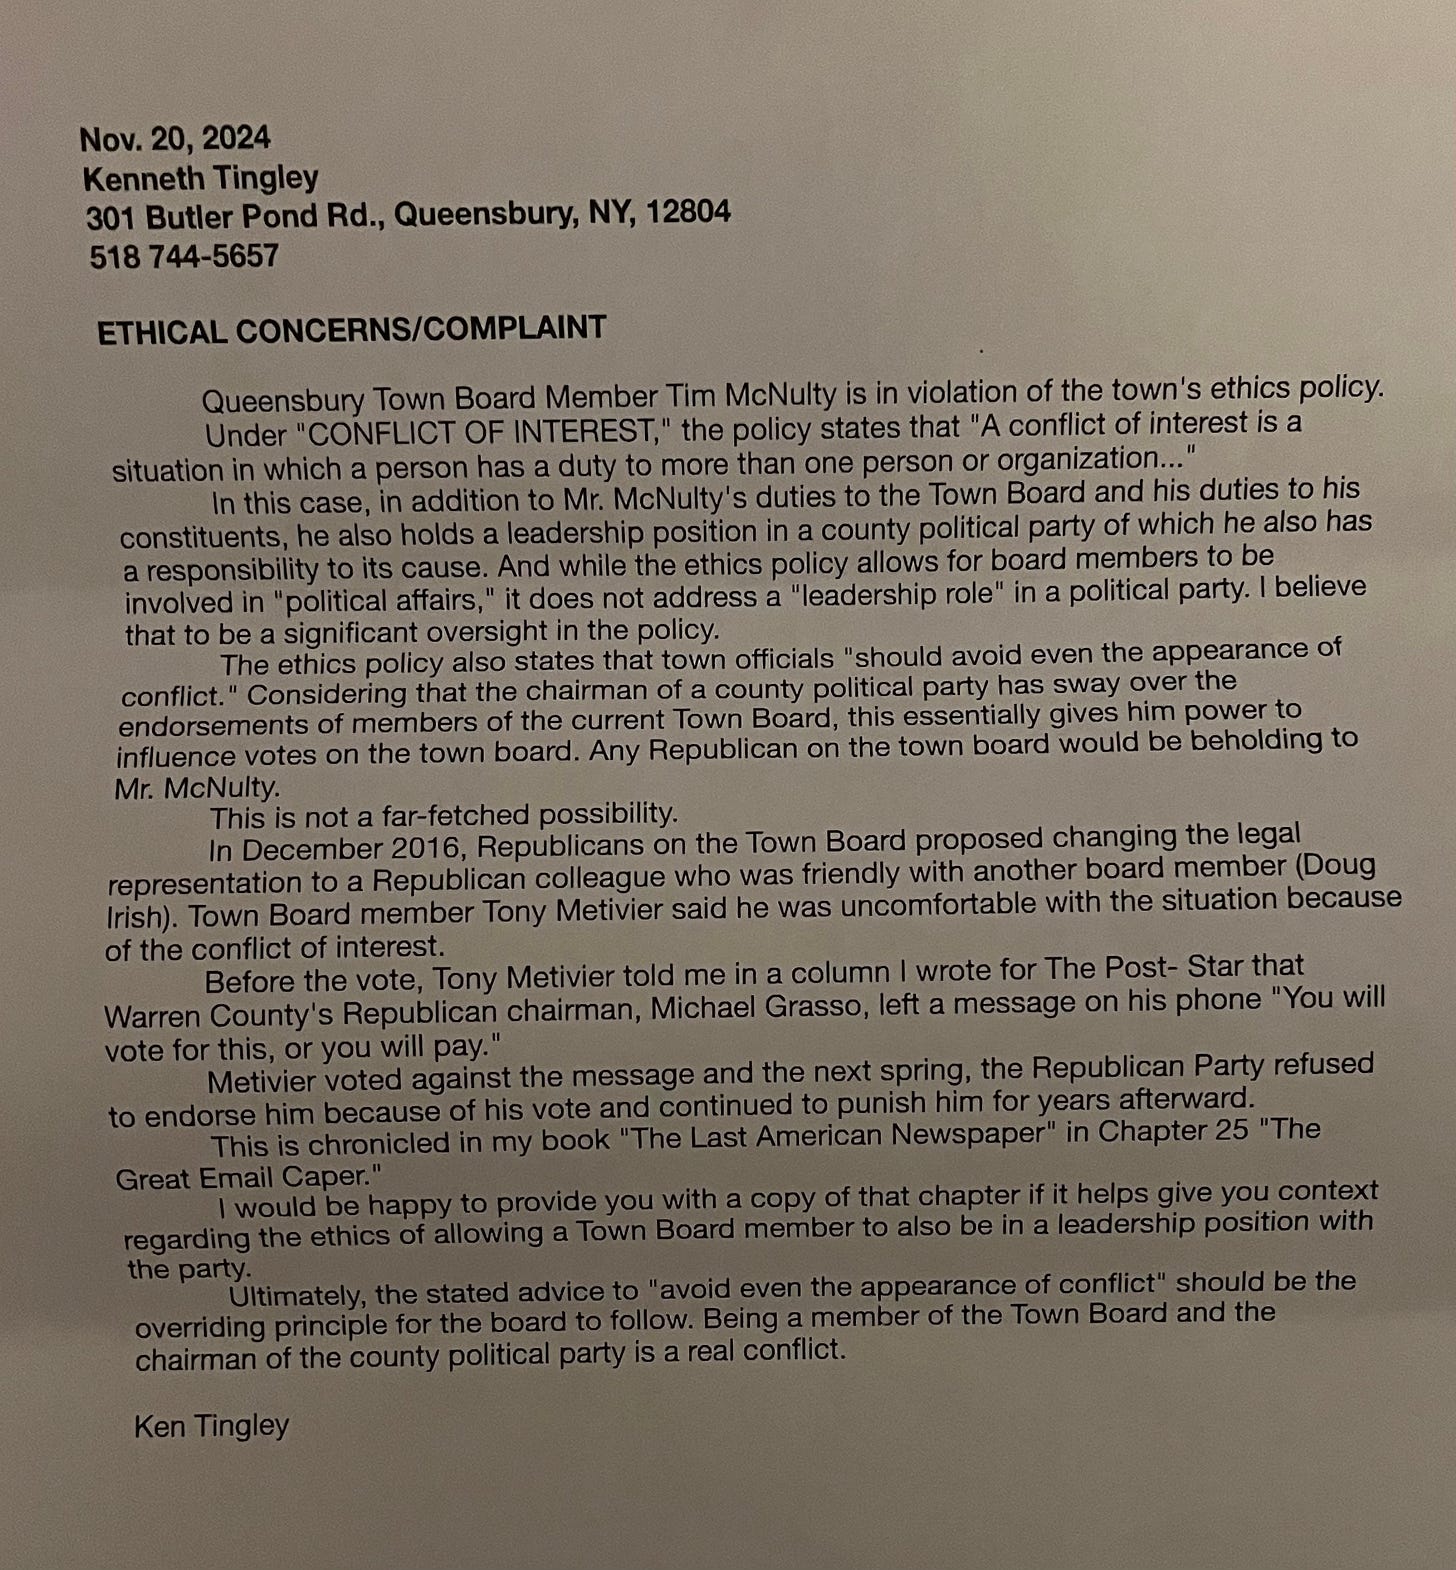 Nov. 20, 2024
Kenneth Tingley
301 Butler Pond Rd., Queensbury, NY, 12804
518 744-5657
ETHICAL CONCERNS/COMPLAINT
Queensbury Town Board Member Tim McNulty is in violation of the town's ethics policy.
Under "CONFLICT OF INTEREST," the policy states that "A conflict of interest is a
situation in which a person has a duty to more than one person or organization..."
In this case, in addition to Mr. McNulty's duties to the Town Board and his duties to his
constituents, he also holds a leadership position in a county political party of which he also has
a responsibility to its cause. And while the ethics policy allows for board members to be
involved in "political affairs," it does not address a "leadership role" in a political party. I believe
that to be a significant oversight in the policy.
The ethics policy also states that town officials "should avoid even the appearance of
conflict." Considering that the chairman of a county political party has sway over the
endorsements of members of the current Town Board, this essentially gives him power to
influence votes on the town board. Any Republican on the town board would be beholding to
Mr. McNulty.
This is not a far-fetched possibility.
In December 2016, Republicans on the Town Board proposed changing the legal
representation to a Republican colleague who was friendly with another board member (Doug
Irish). Town Board member Tony Metivier said he was uncomfortable with the situation because
of the conflict of interest.
Before the vote, Tony Metivier told me in a column I wrote for The Post- Star that
Warren County's Republican chairman, Michael Grasso, left a message on his phone "You will
vote for this, or you will pay."
Metivier voted against the message and the next spring, the Republican Party refused
to endorse him because of his vote and continued to punish him for years afterward.
This is chronicled in my book "The Last American Newspaper" in Chapter 25 "The
Great Email Caper."
I would be happy to provide you with a copy of that chapter if it helps give you context
regarding the ethics of allowing a Town Board member to also be in a leadership position with
the party.
Ultimately, the stated advice to "avoid even the appearance of conflict" should be the
overriding principle for the board to follow. Being a member of the Town Board and the
chairman of the county political party is a real conflict.
Ken Tingley